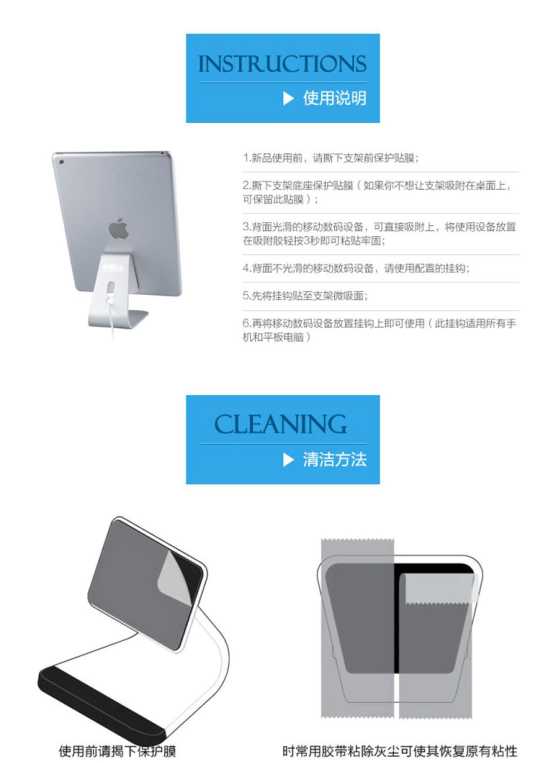 INSTRUCTIONS
▶ 使用说明
1.新品使用前，请撕下支架前保护贴膜；
2.撕下支架底座保护贴膜（如果你不想让支架吸附在桌面上，
可保留此贴膜）；
3.背面光滑的移动数码设备，可直接吸附上，将使用设备放置
在吸附胶轻按3秒即可粘贴牢固；
4.背面不光滑的移动数码设备，请使用配置的挂钩；
5.先将挂钩贴至支架微吸面；
6.再将移动数码设备放置挂钩上即可使用（此挂钩适用所有手
机和平板电脑）
CLEANING
▶ 清洁方法
使用前请揭下保护膜
时常用胶带粘除灰尘可使其恢复原有粘性